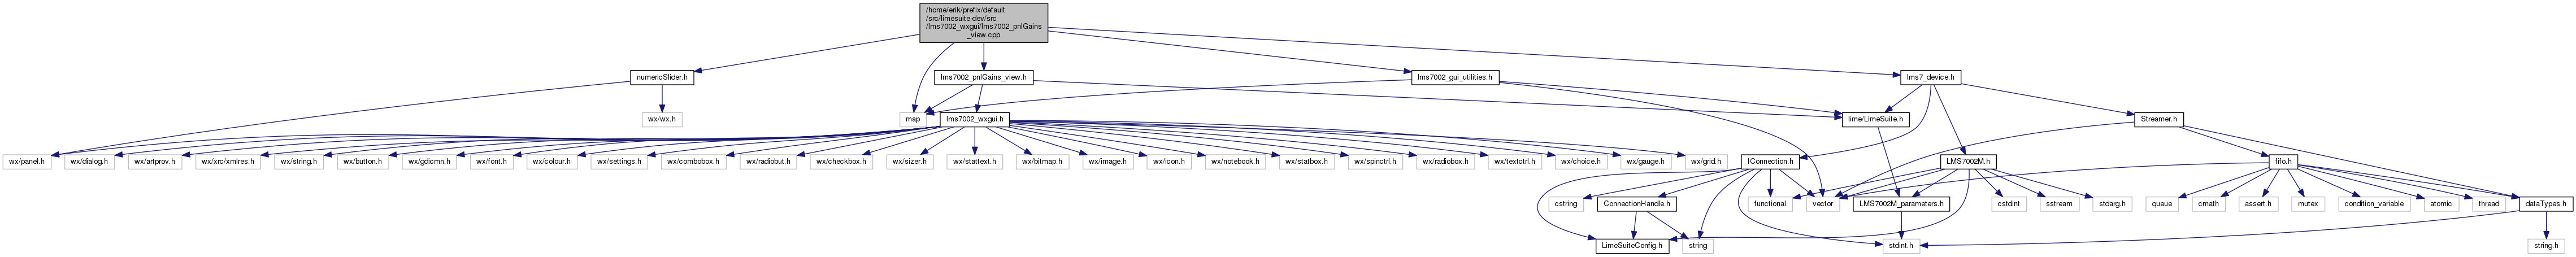 /home/erik/prefix/default
/src/limesuite-dev/src
/lms7002_wxgui/lms7002_pnlGains
_view.cpp
numericSlider.h
lms7002_pnlGains_view.h
lms7002_gui_utilities.h
lms7_device.h
wx/wx.h
map
lms7002_wxgui.h
lime/LimeSuite.h
Streamer.h
wx/panel.h
wx/dialog.h
wx/artprov.h
wx/xrc/xmlres.h
wx/string.h
wx/button.h
wx/gdicmn.h
wx/font.h
wx/colour.h
wx/settings.h
wx/combobox.h
wx/radiobut.h
wx/checkbox.h
wx/sizer.h
wx/stattext.h
wx/bitmap.h
wx/image.h
wx/icon.h
wx/notebook.h
wx/statbox.h
wx/spinctrl.h
wx/radiobox.h
wx/textctrl.h
wx/choice.h
wx/gauge.h
wx/grid.h
IConnection.h
LMS7002M.h
fifo.h
cstring
ConnectionHandle.h
functional
vector
LMS7002M_parameters.h
cstdint
sstream
stdarg.h
queue
cmath
assert.h
mutex
condition_variable
atomic
thread
dataTypes.h
LimeSuiteConfig.h
string
stdint.h
string.h